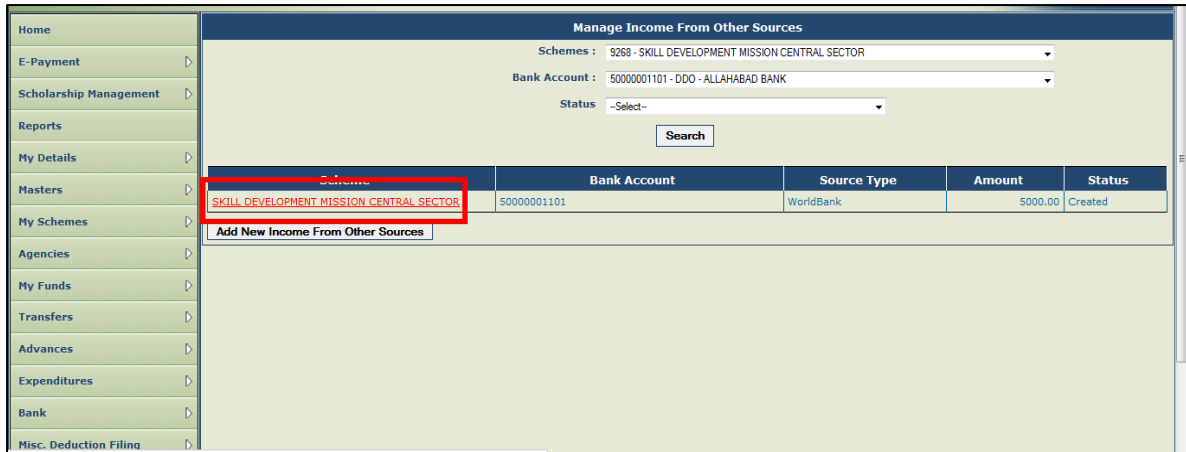 Home
E-Payment
Scholarship Management
Reports
My Details
Masters
My Schemes
Agencies
My Funds
Transfers
Advances
Expenditures
Bank
Misc. Deduction Filing
Manage Income From Other Sources
Schemes : 9268 - SKILL DEVELOPMENT MISSION CENTRAL SECTOR
Bank Account : 50000001101 - DDO - ALLAHABAD BANK
Status --Select--
Search
Scheme Bank Account Source Type Amount Status
SKILL DEVELOPMENT MISSION CENTRAL SECTOR 50000001101 WorldBank 5000.00 Created
Add New Income From Other Sources